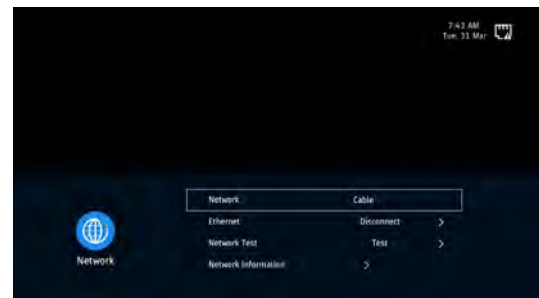 7:43 AM
Tue, 31 Mar
Network Cable
Ethernet Disconnect >
Network Test Test >
Network Information >
Network